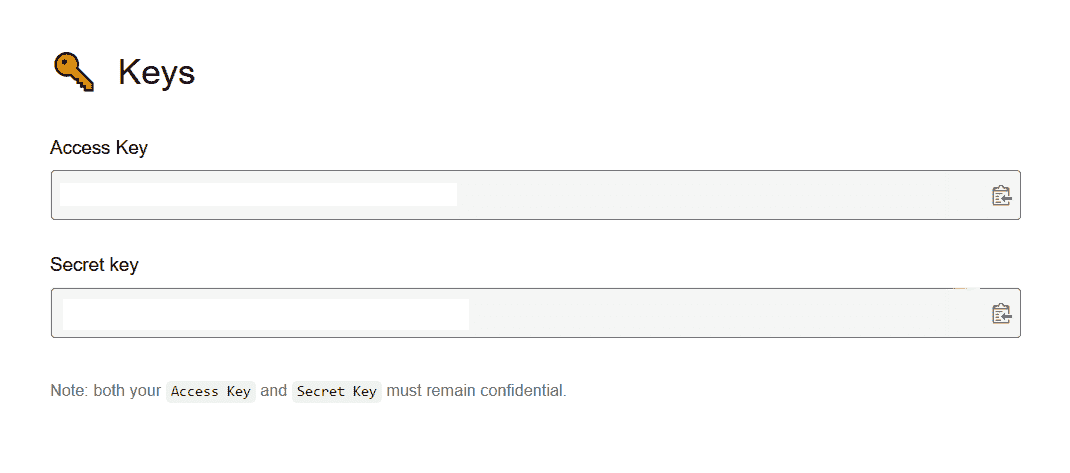 Keys
Access Key
Secret key
Note: both your Access Key and Secret Key must remain confidential.